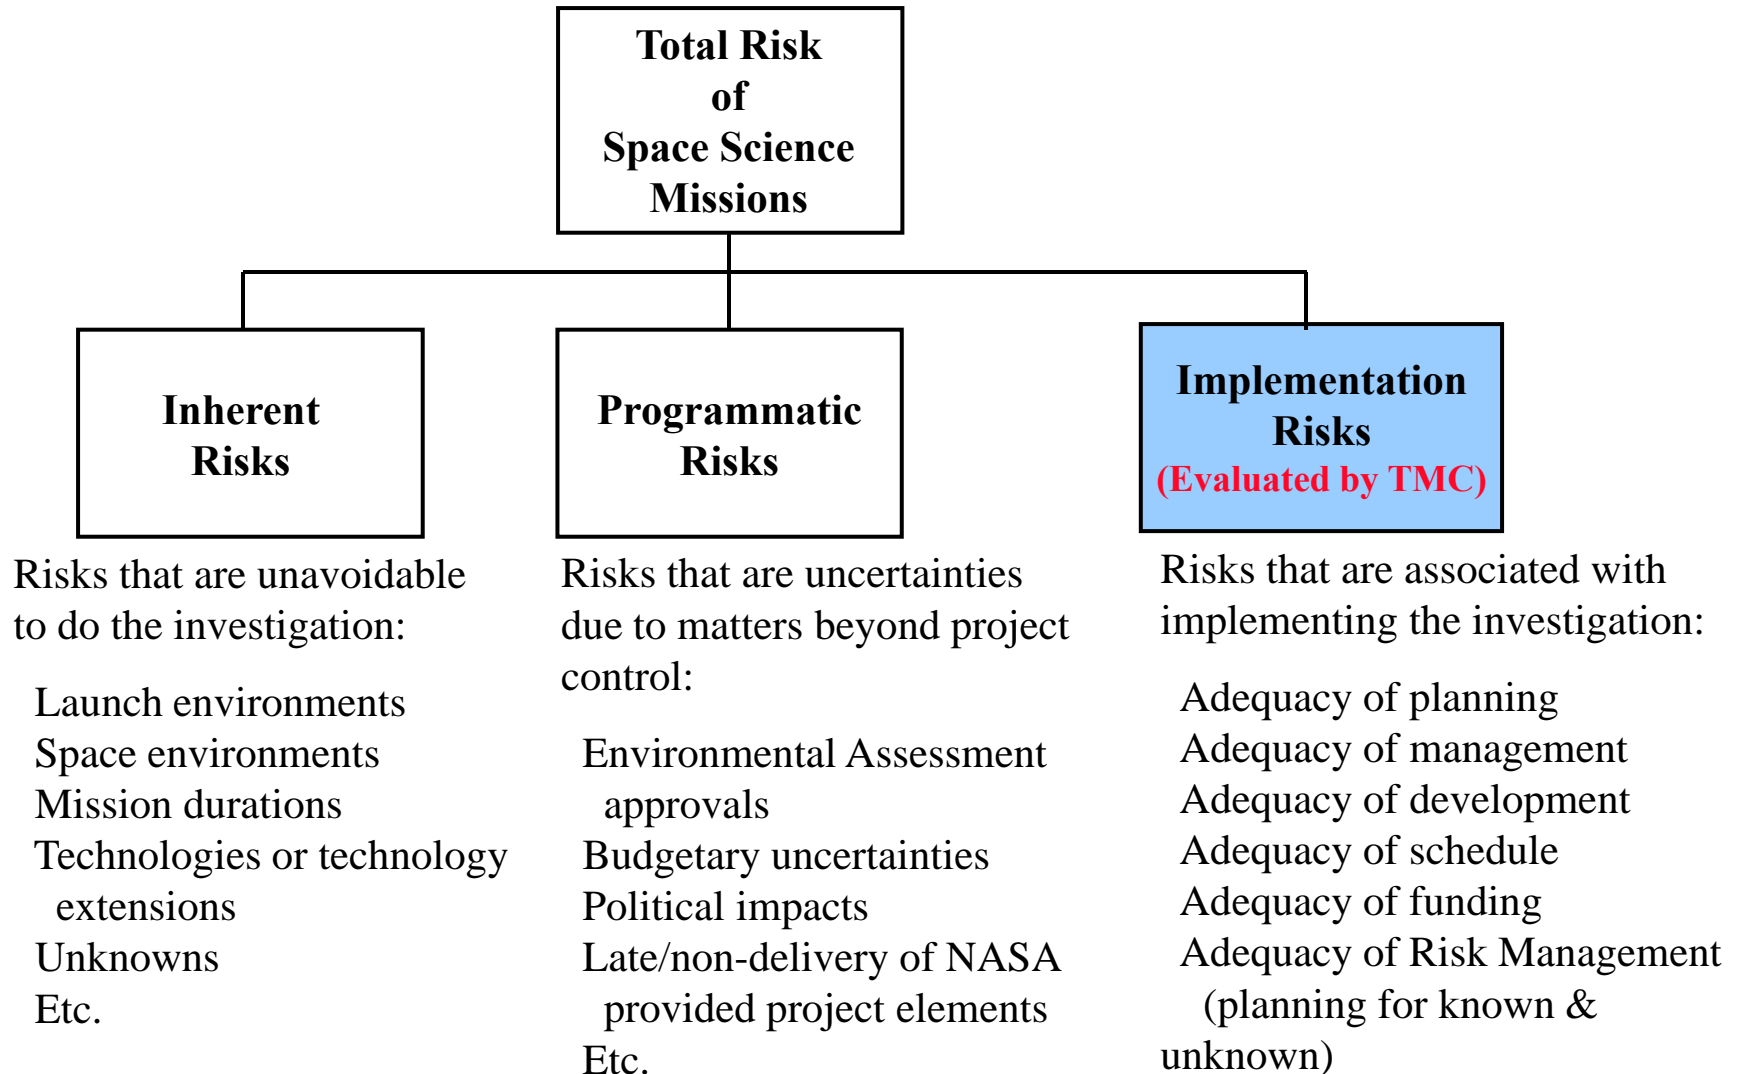 Total Risk
of
Space Science
Missions
Inherent
Risks
Risks that are unavoidable
to do the investigation:
Launch environments
Space environments
Mission durations
Technologies or technology
extensions
Unknowns
Etc.
Programmatic
Risks
Risks that are uncertainties
due to matters beyond project
control:
Environmental Assessment
approvals
Budgetary uncertainties
Political impacts
Late/non-delivery of NASA
provided project elements
Etc.
Implementation
Risks
(Evaluated by TMC)
Risks that are associated with
implementing the investigation:
Adequacy of planning
Adequacy of management
Adequacy of development
Adequacy of schedule
Adequacy of funding
Adequacy of Risk Management
(planning for known &
unknown)